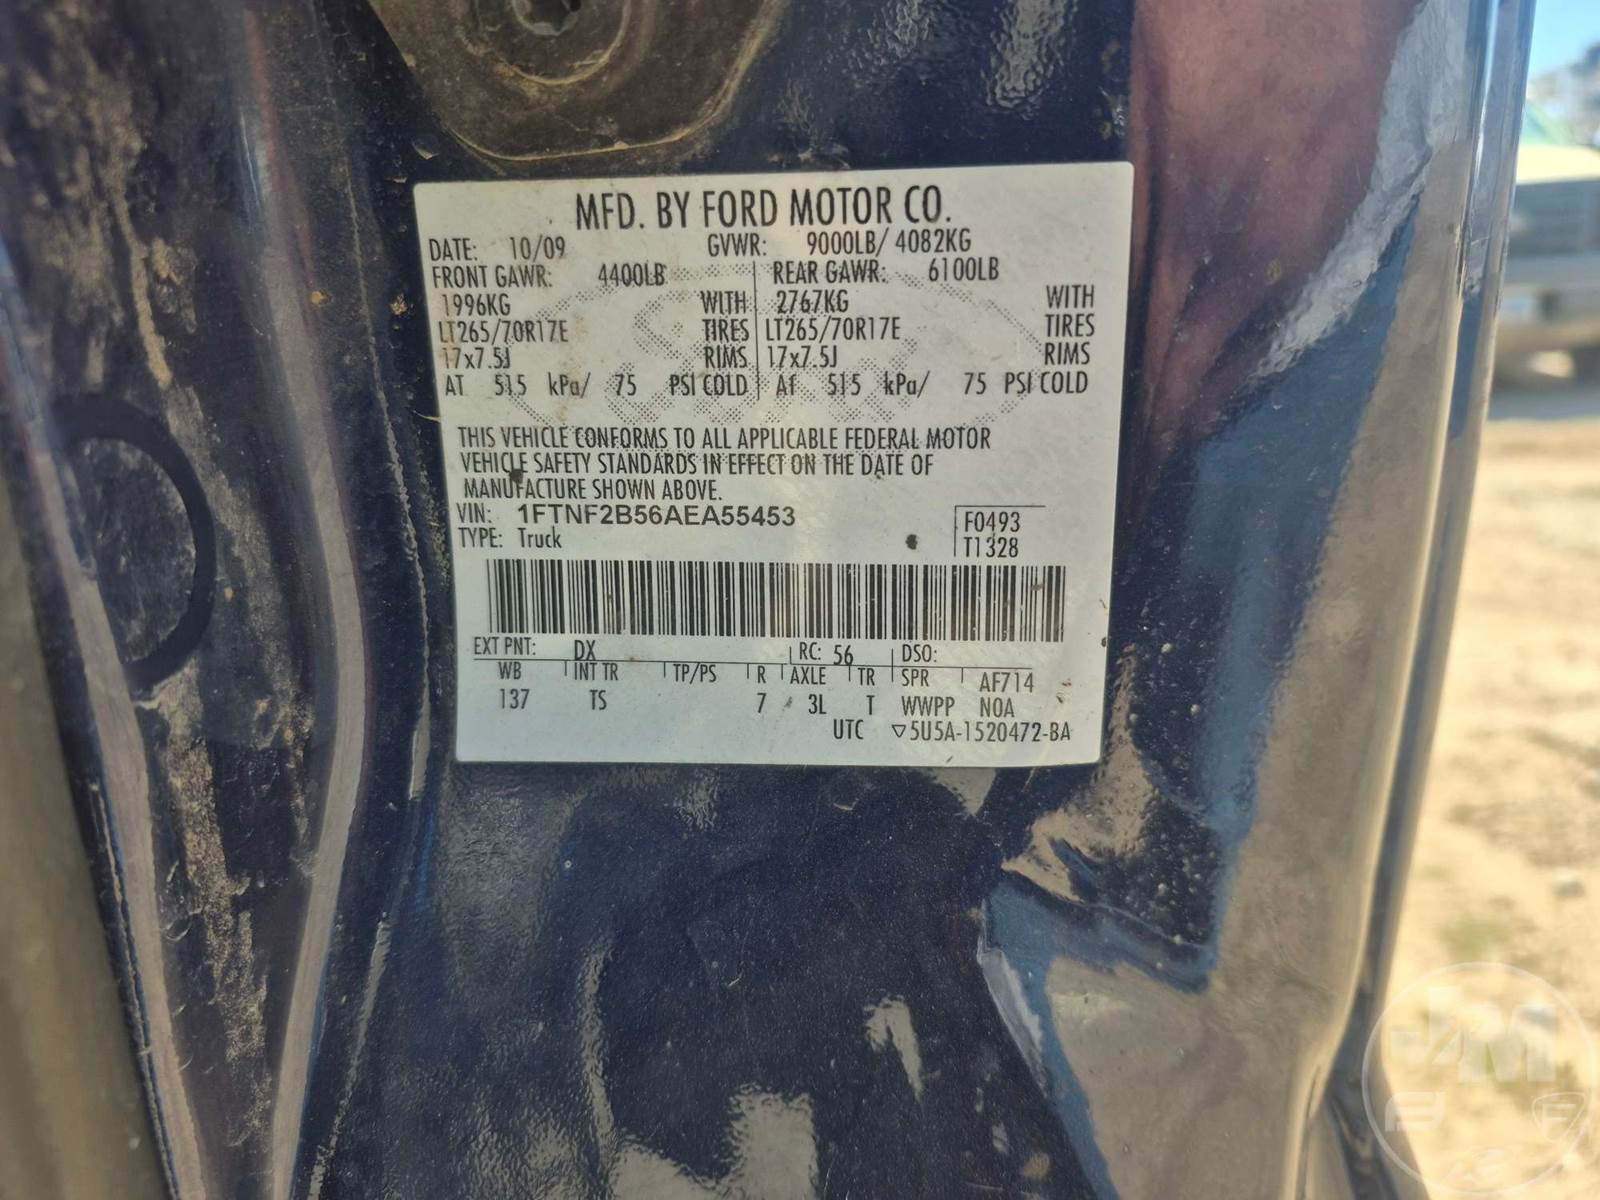 MFD. BY FORD MOTOR CO.
DATE: 10/09 GVWR: 9000LB/ 4082KG
FRONT GAWR: 4400LB REAR GAWR: 6100LB
1996KG WITH 2767KG WITH
LT265/70R17E TIRES LT265/70R17E TIRES
17x7.5J RIMS 17x7.5J RIMS
AT 515 kPa/ 75 PSI COLD AT 515 kPa/ 75 PSI COLD
THIS VEHICLE CONFORMS TO ALL APPLICABLE FEDERAL MOTOR
VEHICLE SAFETY STANDARDS IN EFFECT ON THE DATE OF
MANUFACTURE SHOWN ABOVE.
VIN: 1FTNF2B56AEA55453 F0493
TYPE: Truck T1328
EXT PNT: DX RC: 56 DSO:
WB INT TR TP/PS R AXLE TR SPR AF714
137 TS 7 3L T WWPP NOA
UTC ▽5U5A-1520472-BA